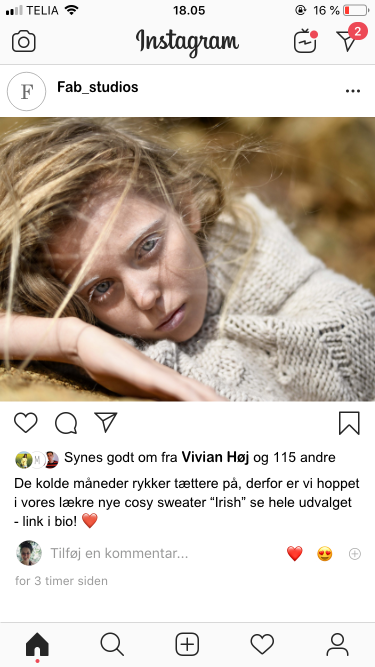 TELIA 18.05 16 %
Instagram 2
F Fab_studios
M Synes godt om fra Vivian Høj og 115 andre
De kolde måneder rykker tættere på, derfor er vi hoppet
i vores lækre nye cosy sweater “Irish” se hele udvalget
- link i bio! ❤️
Tilføj en kommentar... ❤️ 😍
for 3 timer siden